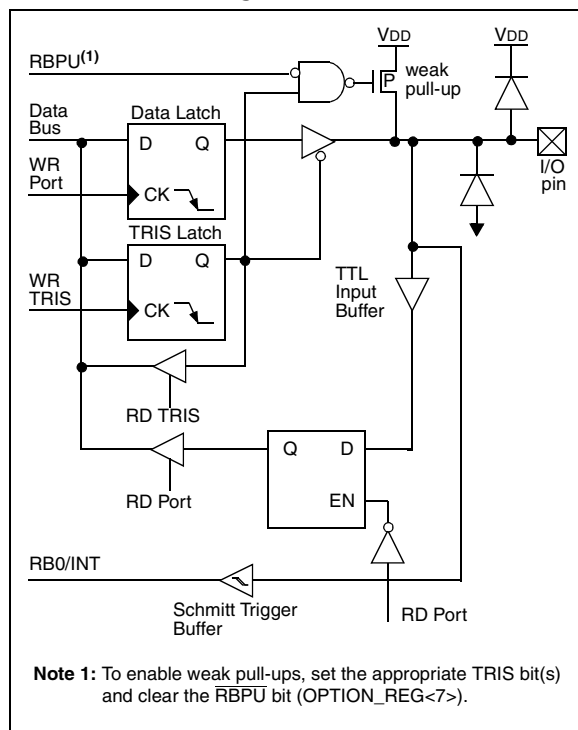 VDD
VDD
RBPU(1)
weak
pull-up
P
Data
Bus
Data Latch
D Q
I/O
pin
WR
Port
CK
TRIS Latch
D Q
TTL
Input
Buffer
WR
TRIS
CK
RD TRIS
Q D
RD Port
EN
RB0/INT
Schmitt Trigger
Buffer
RD Port
Note 1: To enable weak pull-ups, set the appropriate TRIS bit(s)
and clear the RBPU bit (OPTION_REG<7>).